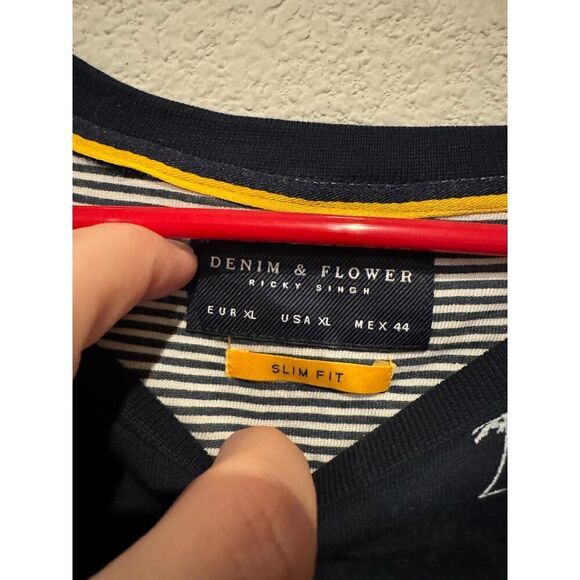 DENIM & FLOWER
RICKY SINGH
EUR XL USA XL MEX 44
SLIM FIT